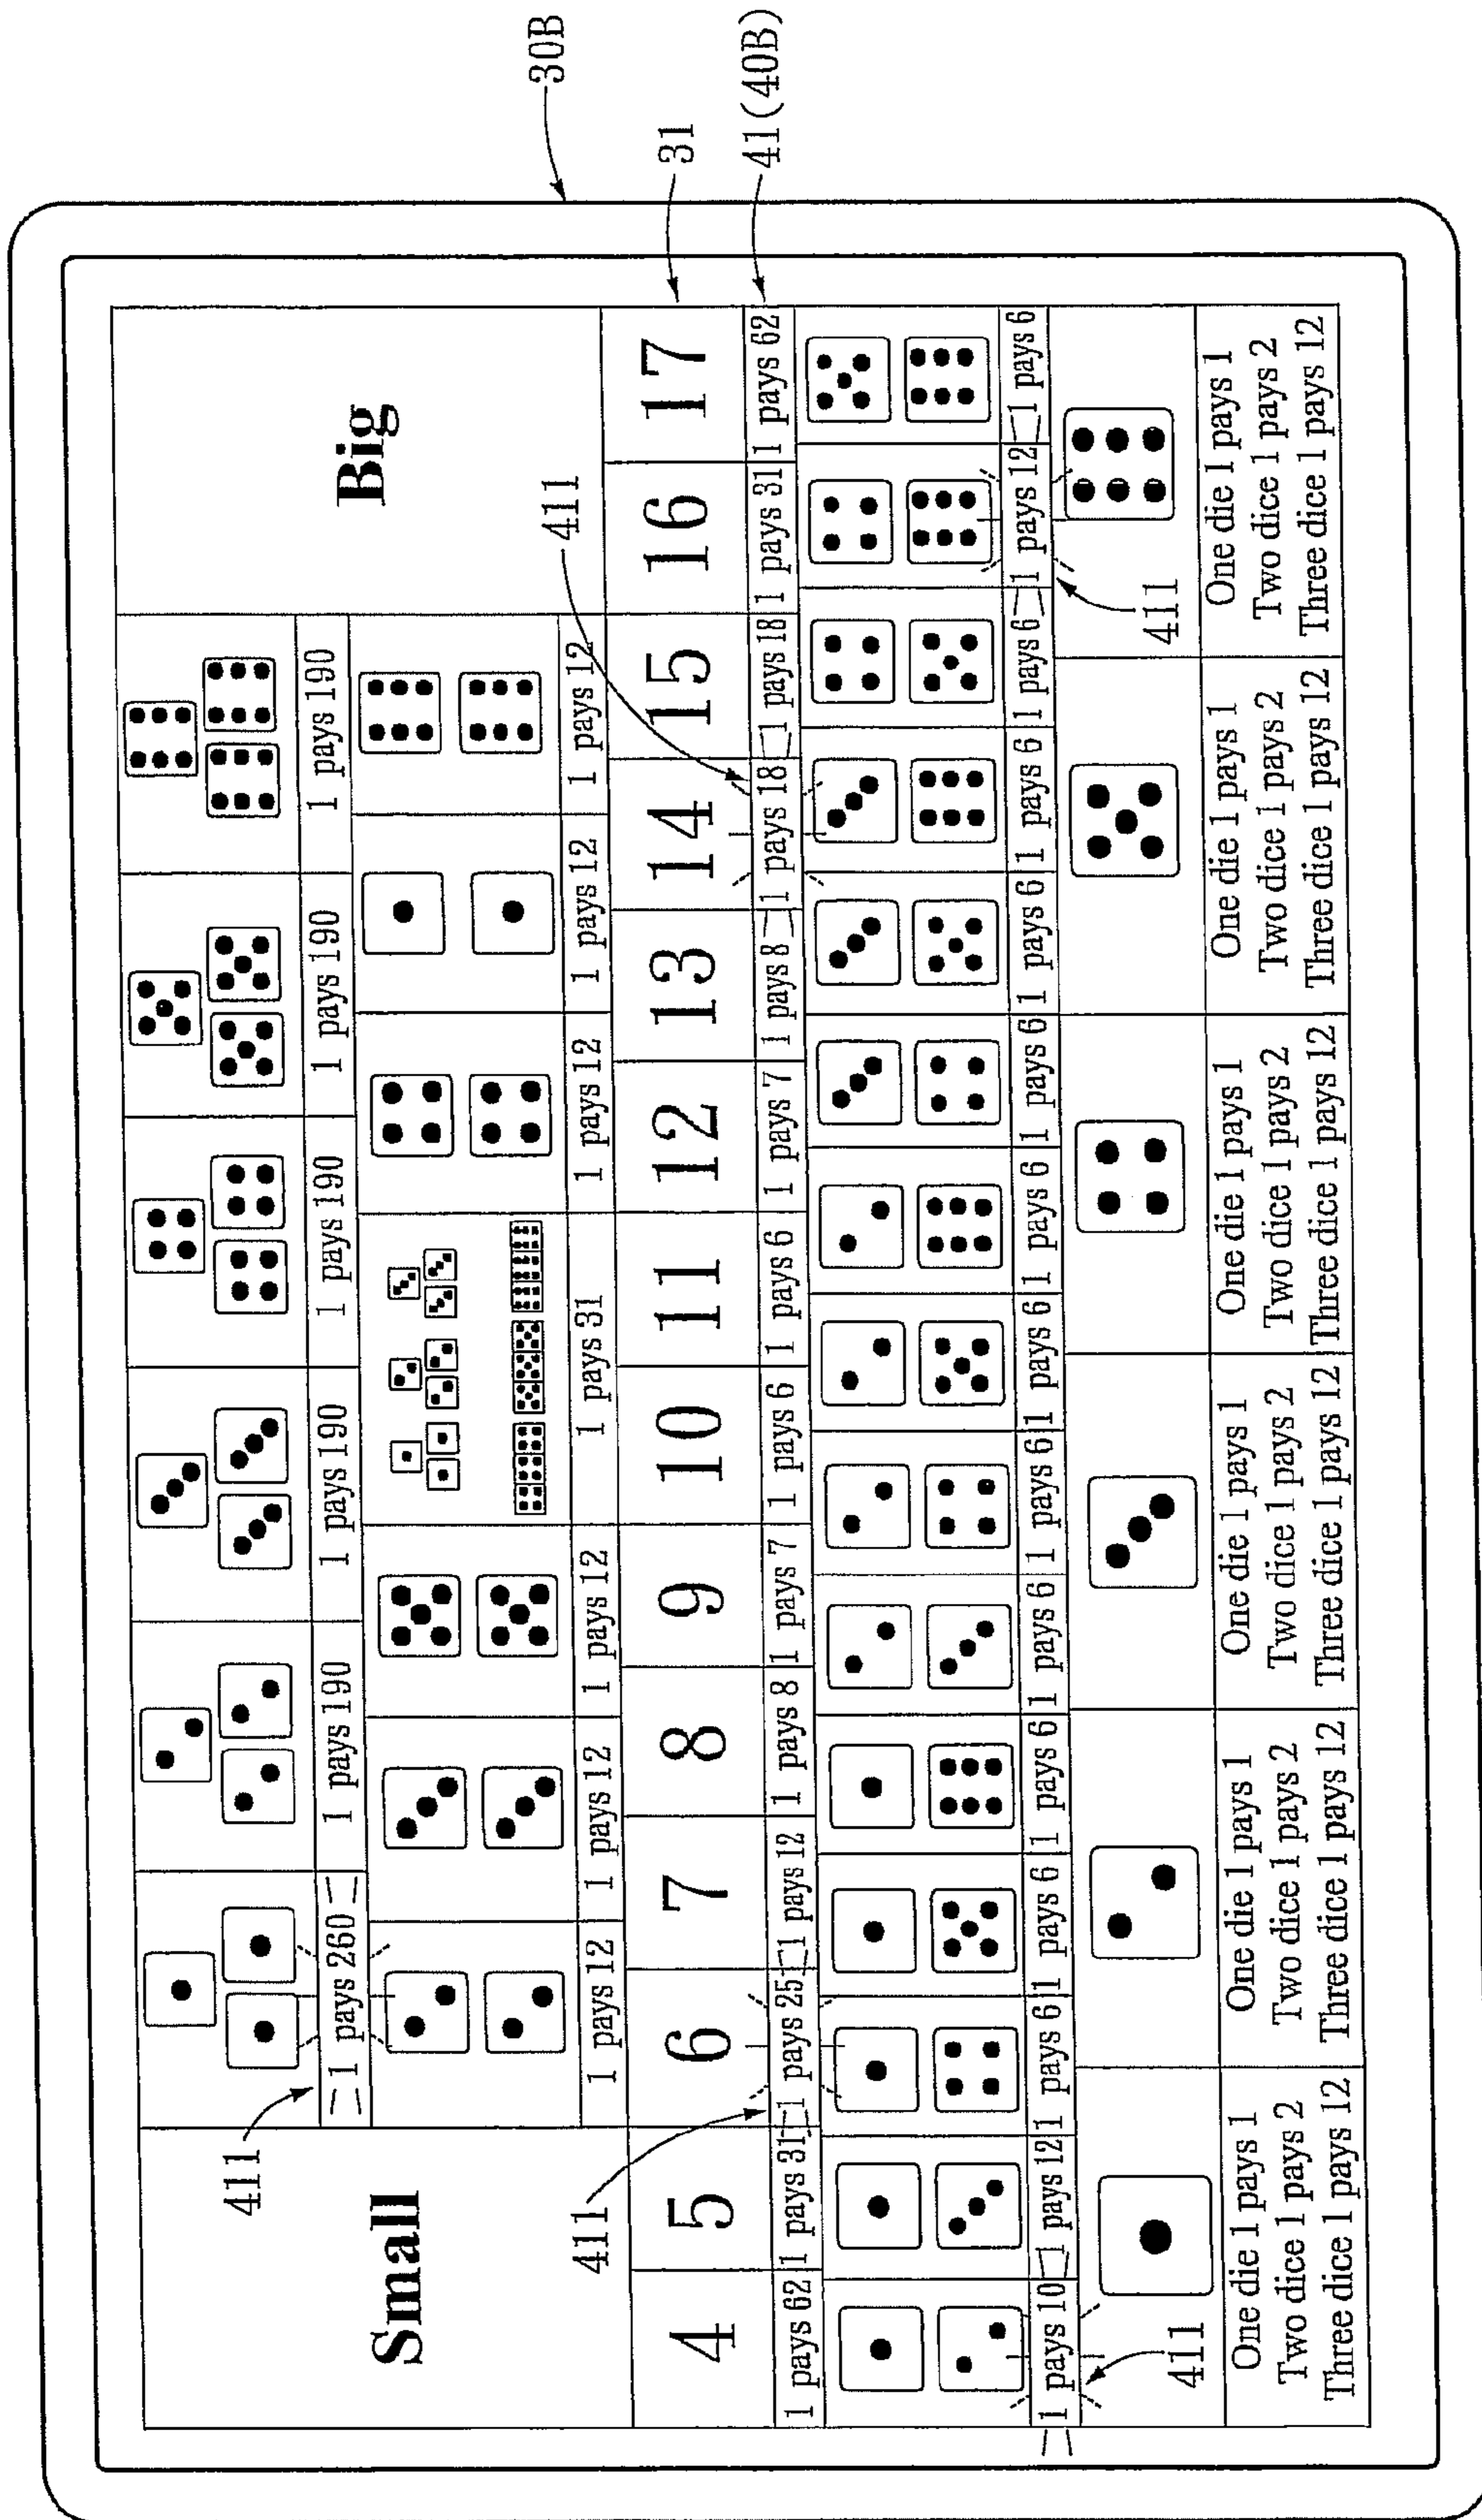 30B
411
1 pays 260 1 pays 190 1 pays 190 1 pays 190 1 pays 190 1 pays 190
Small Big
411
411
1 pays 12 1 pays 12 1 pays 12 1 pays 31 1 pays 12 1 pays 12 1 pays 12
4 5 6 7 8 9 10 11 12 13 14 15 16 17
31
1 pays 62 1 pays 31 1 pays 25 1 pays 12 1 pays 8 1 pays 7 1 pays 6 1 pays 6 1 pays 7 1 pays 8 1 pays 18 1 pays 18 1 pays 31 1 pays 62
41(40B)
1 pays 10 1 pays 12 1 pays 6 1 pays 6 1 pays 6 1 pays 6 1 pays 6 1 pays 6 1 pays 6 1 pays 6 1 pays 6 1 pays 6 1 pays 6 1 pays 12 1 pays 6
411
411
One die 1 pays 1 One die 1 pays 1 One die 1 pays 1 One die 1 pays 1 One die 1 pays 1 One die 1 pays 1
Two dice 1 pays 2 Two dice 1 pays 2 Two dice 1 pays 2 Two dice 1 pays 2 Two dice 1 pays 2 Two dice 1 pays 2
Three dice 1 pays 12 Three dice 1 pays 12 Three dice 1 pays 12 Three dice 1 pays 12 Three dice 1 pays 12 Three dice 1 pays 12